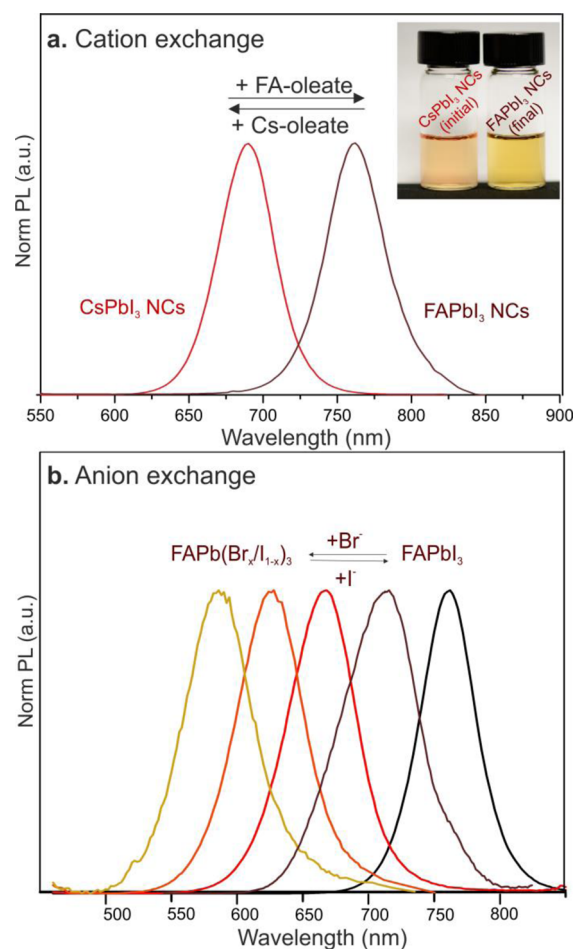 a. Cation exchange
+ FA-oleate
+ Cs-oleate
CsPbI₃ NCs
(initial)
FAPbI₃ NCs
(final)
Norm PL (a.u.)
CsPbI₃ NCs
FAPbI₃ NCs
550 600 650 700 750 800 850 900
Wavelength (nm)
b. Anion exchange
FAPb(Brₓ/I₁₋ₓ)₃
+Br⁻
FAPbI₃
+I⁻
Norm PL (a.u.)
500 550 600 650 700 750 800
Wavelength (nm)